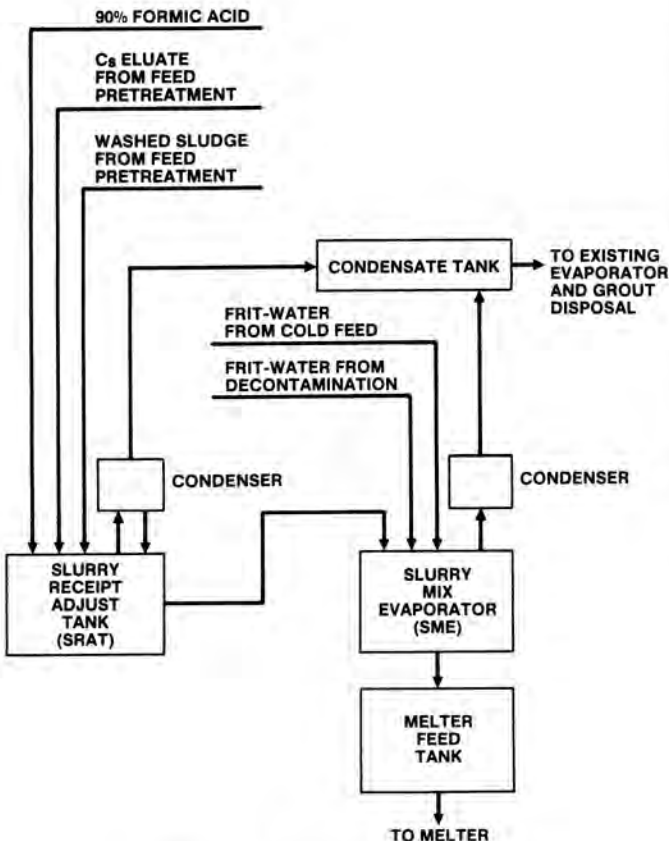 90% FORMIC ACID
Cs ELUATE
FROM FEED
PRETREATMENT
WASHED SLUDGE
FROM FEED
PRETREATMENT
CONDENSATE TANK
TO EXISTING
EVAPORATOR
AND GROUT
DISPOSAL
FRIT-WATER
FROM COLD FEED
FRIT-WATER FROM
DECONTAMINATION
CONDENSER
CONDENSER
SLURRY
RECEIPT
ADJUST
TANK
(SRAT)
SLURRY
MIX
EVAPORATOR
(SME)
MELTER
FEED
TANK
TO MELTER